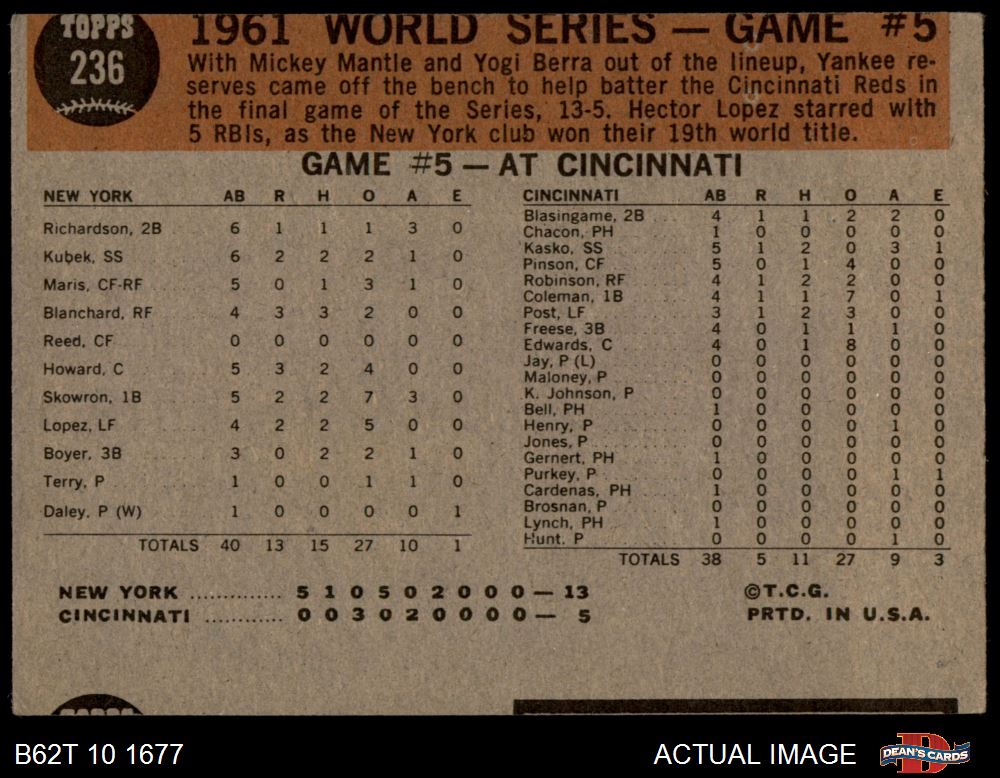 TOPPS
236
1961 WORLD SERIES — GAME #5
With Mickey Mantle and Yogi Berra out of the lineup, Yankee re-
serves came off the bench to help batter the Cincinnati Reds in
the final game of the Series, 13-5. Hector Lopez starred with
5 RBIs, as the New York club won their 19th world title.
GAME #5 — AT CINCINNATI
NEW YORK AB R H O A E
Richardson, 2B 6 1 1 1 3 0
Kubek, SS 6 2 2 2 1 0
Maris, CF-RF 5 0 1 3 1 0
Blanchard, RF 4 3 3 2 0 0
Reed, CF 0 0 0 0 0 0
Howard, C 5 3 2 4 0 0
Skowron, 1B 5 2 2 7 3 0
Lopez, LF 4 2 2 5 0 0
Boyer, 3B 3 0 2 2 1 0
Terry, P 1 0 0 1 1 0
Daley, P (W) 1 0 0 0 0 1
TOTALS 40 13 15 27 10 1
CINCINNATI AB R H O A E
Blasingame, 2B 4 1 1 2 2 0
Chacon, PH 1 0 0 0 0 0
Kasko, SS 5 1 2 0 3 1
Pinson, CF 5 0 1 4 0 0
Robinson, RF 4 1 2 2 0 0
Coleman, 1B 4 1 1 7 0 1
Post, LF 3 1 2 3 0 0
Freese, 3B 4 0 1 1 1 0
Edwards, C 4 0 1 8 0 0
Jay, P (L) 0 0 0 0 0 0
Maloney, P 0 0 0 0 0 0
K. Johnson, P 0 0 0 0 0 0
Bell, PH 1 0 0 0 0 0
Henry, P 0 0 0 0 1 0
Jones, P 0 0 0 0 0 0
Gernert, PH 1 0 0 0 0 0
Purkey, P 0 0 0 0 1 1
Cardenas, PH 1 0 0 0 0 0
Brosnan, P 0 0 0 0 0 0
Lynch, PH 1 0 0 0 0 0
Hunt, P 0 0 0 0 1 0
TOTALS 38 5 11 27 9 3
NEW YORK .............. 5 1 0 5 0 2 0 0 0 — 13
CINCINNATI ............ 0 0 3 0 2 0 0 0 0 — 5
©T.C.G.
PRTD. IN U.S.A.
TOPPS
B62T 10 1677
ACTUAL IMAGE
D
DEAN'S CARDS